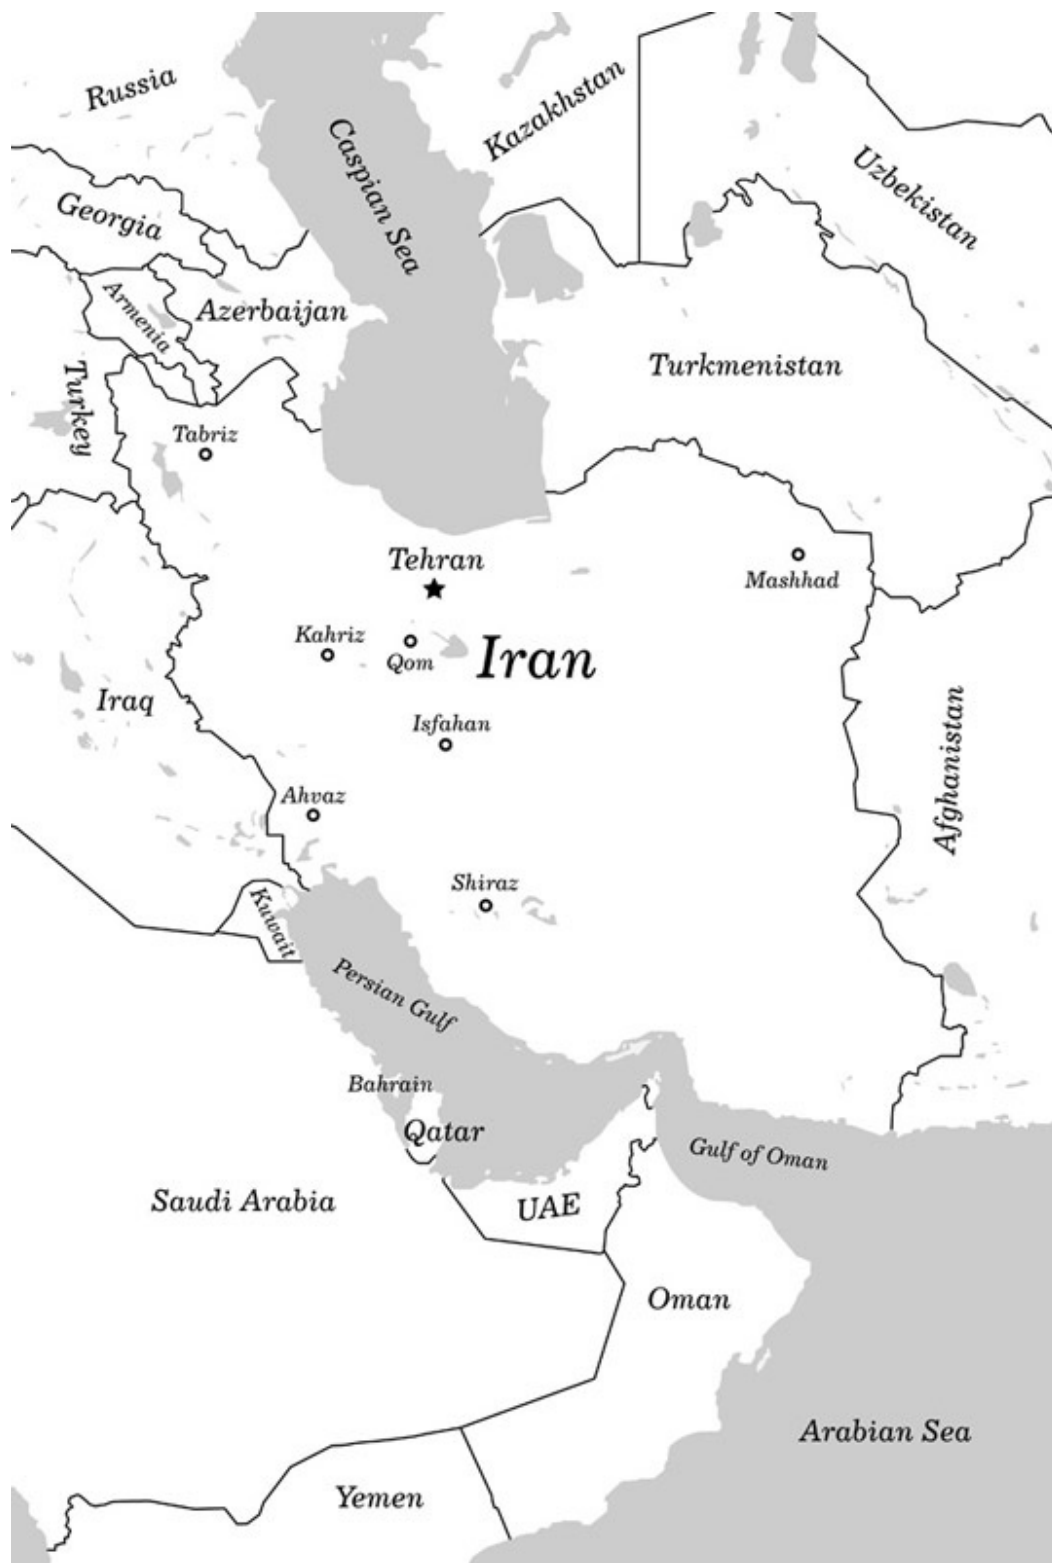 Russia
Kazakhstan
Caspian Sea
Uzbekistan
Georgia
Armenia
Azerbaijan
Turkmenistan
Turkey
Tabriz
Tehran
Mashhad
Kahriz
Qom
Iran
Iraq
Isfahan
Afghanistan
Ahvaz
Shiraz
Kuwait
Persian Gulf
Bahrain
Qatar
Gulf of Oman
Saudi Arabia
UAE
Oman
Arabian Sea
Yemen